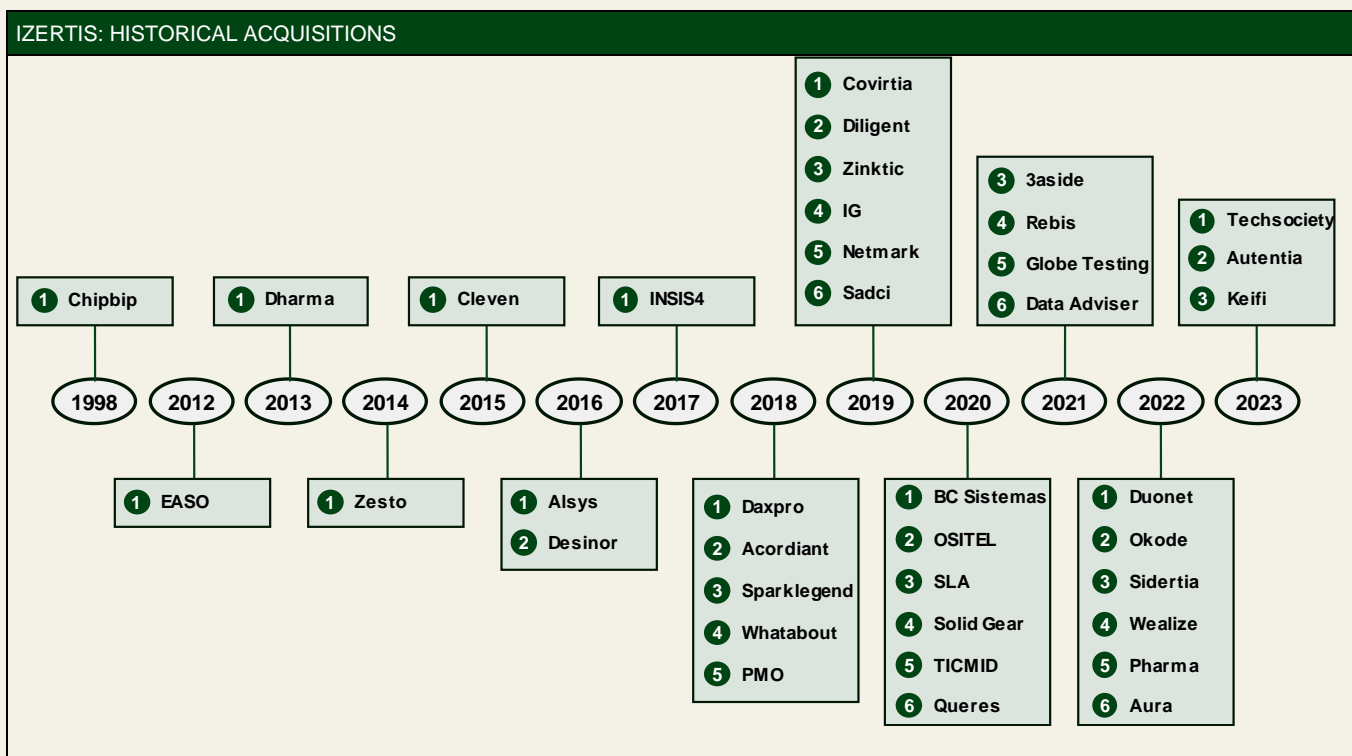 IZERTIS: HISTORICAL ACQUISITIONS
1 Covirtia
2 Diligent
3 Zinktic
4 IG
5 Netmark
6 Sadci
3 3aside
4 Rebis
5 Globe Testing
6 Data Adviser
1 Techsociety
2 Autentia
3 Keifi
1 Chipbip
1 Dharma
1 Cleven
1 INSIS4
1998 2012 2013 2014 2015 2016 2017 2018 2019 2020 2021 2022 2023
1 EASO
1 Zesto
1 Alsys
2 Desinor
1 Daxpro
2 Acordiant
3 Sparklegend
4 Whatabout
5 PMO
1 BC Sistemas
2 OSITEL
3 SLA
4 Solid Gear
5 TICMID
6 Queres
1 Duonet
2 Okode
3 Sidertia
4 Wealize
5 Pharma
6 Aura